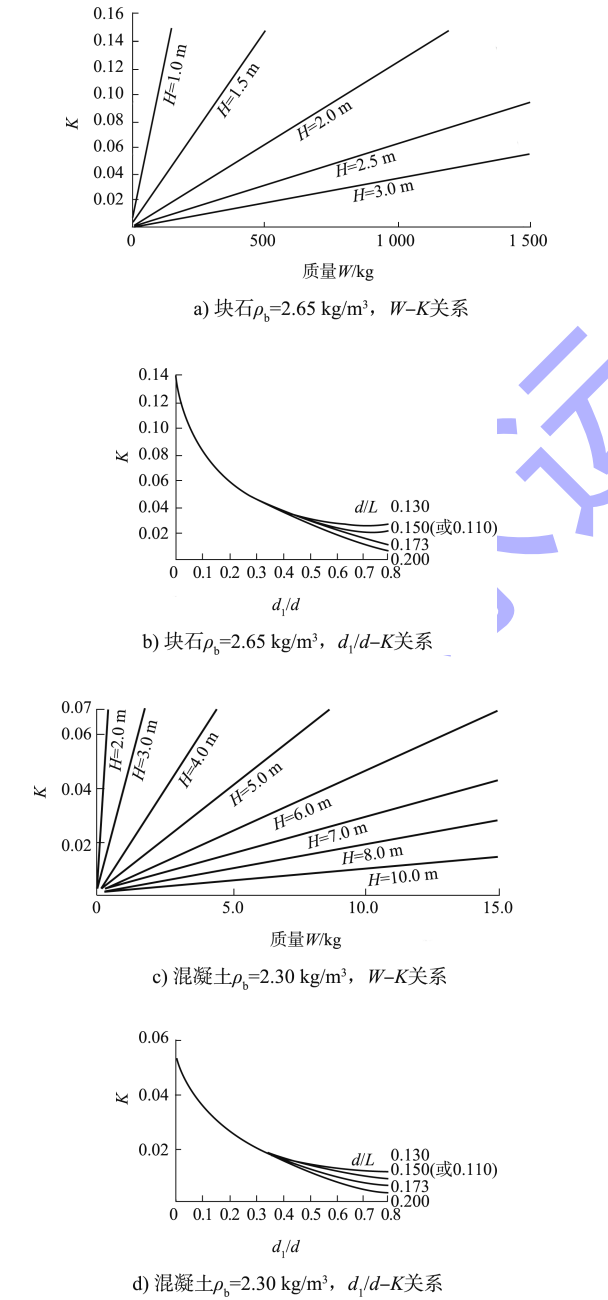 0.16
0.14
0.12
0.10
0.08
0.06
0.04
0.02
K
H=1.0 m
H=1.5 m
H=2.0 m
H=2.5 m
H=3.0 m
0 500 1 000 1 500
质量W/kg
a) 块石ρb=2.65 kg/m³，W–K关系
0.14
0.12
0.10
0.08
0.06
0.04
0.02
K
d/L 0.130
0.150(或0.110)
0.173
0.200
0 0.1 0.2 0.3 0.4 0.5 0.6 0.7 0.8
d1/d
b) 块石ρb=2.65 kg/m³，d1/d–K关系
0.07
0.06
0.04
0.02
K
H=2.0 m
H=3.0 m
H=4.0 m
H=5.0 m
H=6.0 m
H=7.0 m
H=8.0 m
H=10.0 m
0 5.0 10.0 15.0
质量W/kg
c) 混凝土ρb=2.30 kg/m³，W–K关系
0.06
0.04
0.02
K
d/L 0.130
0.150(或0.110)
0.173
0.200
0 0.1 0.2 0.3 0.4 0.5 0.6 0.7 0.8
d1/d
d) 混凝土ρb=2.30 kg/m³，d1/d–K关系